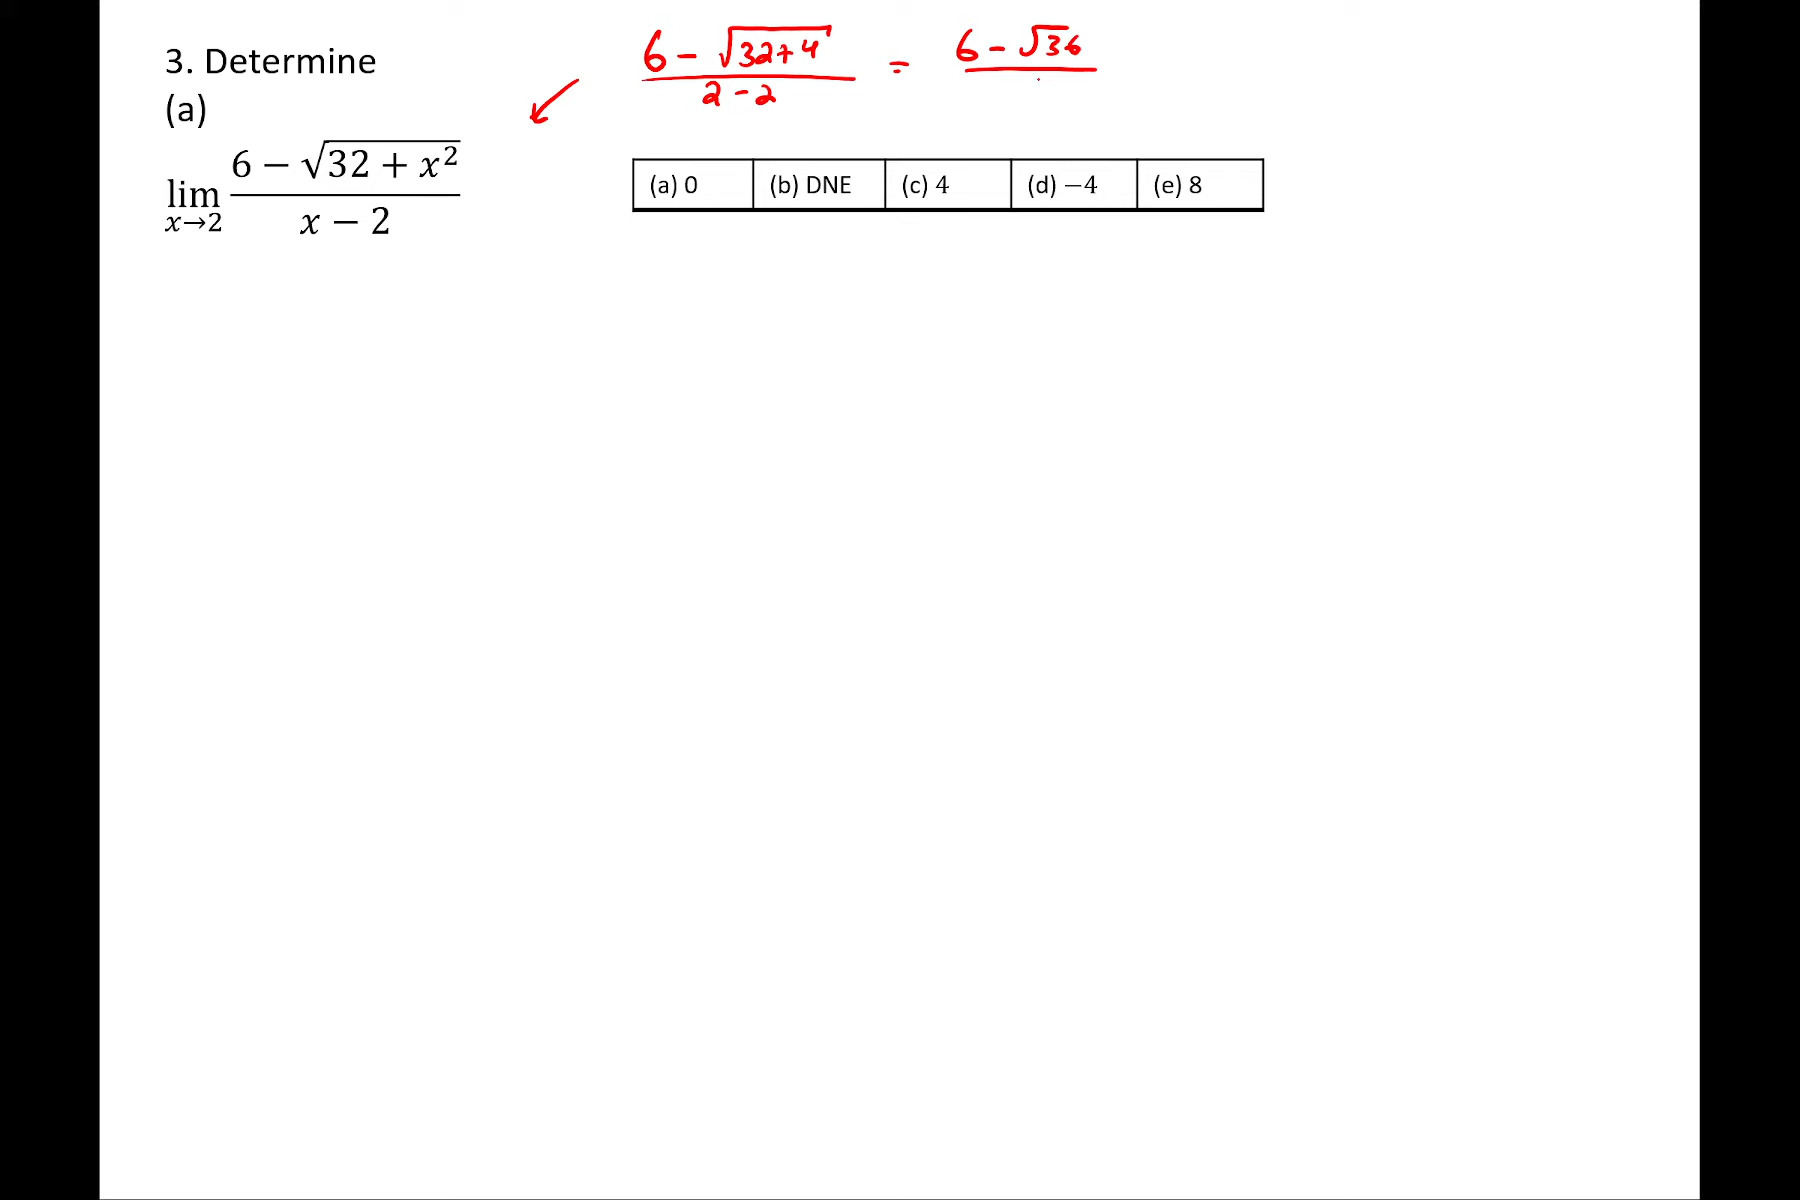 3. Determine
(a)
lim x→2 (6 − √(32 + x²)) / (x − 2)
(6 − √(32+4)) / (2 − 2) = (6 − √36) /
(a) 0 (b) DNE (c) 4 (d) −4 (e) 8